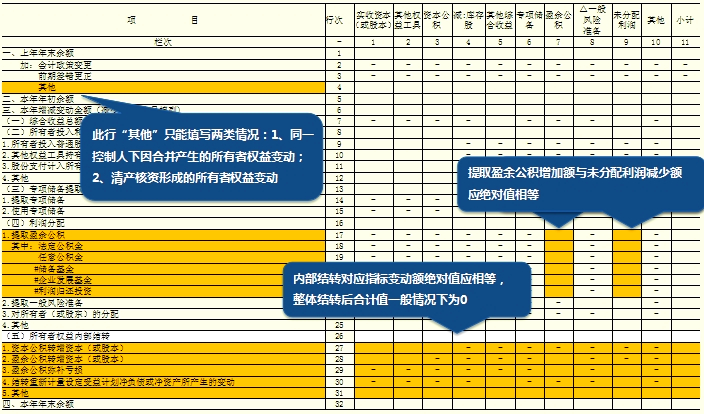 项 目 行次 实收资本(或股本) 其他权益工具 资本公积 减:库存股 其他综合收益 专项储备 盈余公积 △一般风险准备 未分配利润 其他 小计
栏次 — 1 2 3 4 5 6 7 8 9 10 11
一、上年年末余额 1
加:会计政策变更 2 — — — — — — — —
前期差错更正 3 — — — — — — — —
其他 4
二、本年年初余额 5
三、本年增减变动金额 6
(一)综合收益总额 7 — — — — — —
(二)所有者投入 8
1.所有者投入普通股 9
2.其他权益工具持有 10
3.股份支付计入所有 11
4.其他 12
(三)专项储备提取 13
1.提取专项储备 14
2.使用专项储备 15
(四)利润分配 16
1.提取盈余公积 17
其中:法定公积金 18
任意公积金 19
#储备基金
#企业发展基金
#利润归还投资
2.提取一般风险准备
3.对所有者(或股东)的分配
4.其他 25
(五)所有者权益内部结转 26
1.资本公积转增资本(或股本) 27
2.盈余公积转增资本(或股本) 28
3.盈余公积弥补亏损 29
4.结转重新计量设定受益计划净负债或净资产所产生的变动 30
5.其他 31
四、本年年末余额 32
此行“其他”只能填写两类情况:1、同一
控制人下因合并产生的所有者权益变动;
2、清产核资形成的所有者权益变动
提取盈余公积增加额与未分配利润减少额
应绝对值相等
内部结转对应指标变动额绝对值应相等,
整体结转后合计值一般情况下为0